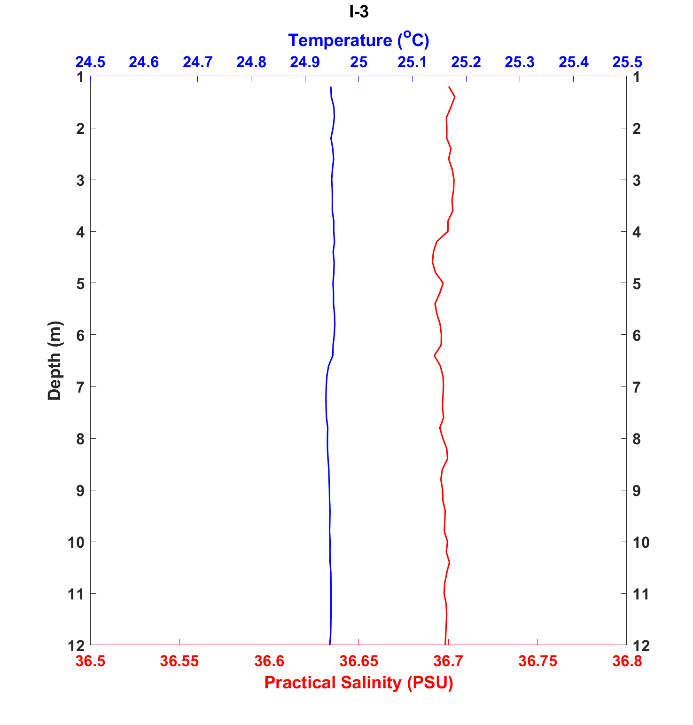 I-3
Temperature (°C)
24.5 24.6 24.7 24.8 24.9 25 25.1 25.2 25.3 25.4 25.5
1 1
2 2
3 3
4 4
5 5
6 6
7 7
8 8
9 9
10 10
11 11
12 12
Depth (m)
36.5 36.55 36.6 36.65 36.7 36.75 36.8
Practical Salinity (PSU)